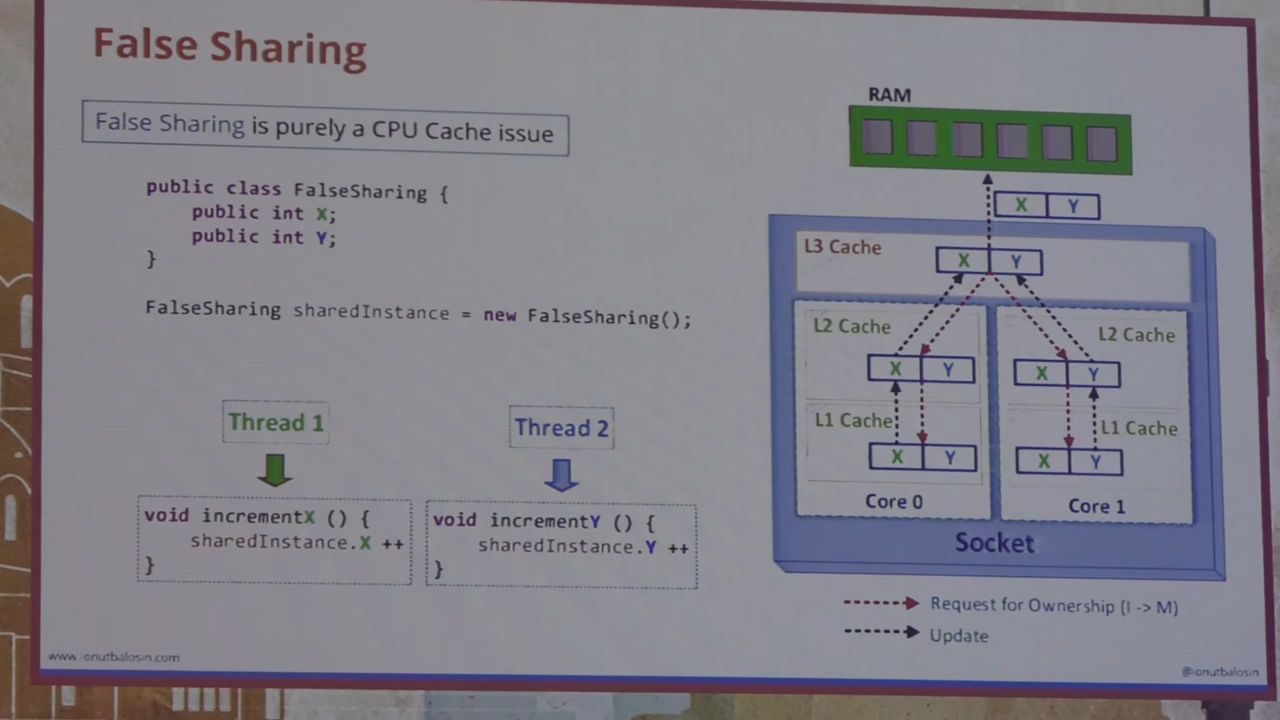 False Sharing
False Sharing is purely a CPU Cache issue
public class FalseSharing {
public int X;
public int Y;
}
FalseSharing sharedInstance = new FalseSharing();
Thread 1
void incrementX () {
sharedInstance.X ++
}
Thread 2
void incrementY () {
sharedInstance.Y ++
}
RAM
X Y
L3 Cache
X Y
L2 Cache
X Y
L1 Cache
X Y
Core 0
L2 Cache
X Y
L1 Cache
X Y
Core 1
Socket
Request for Ownership (I -> M)
Update
www.ionutbalosin.com
@ionutbalosin